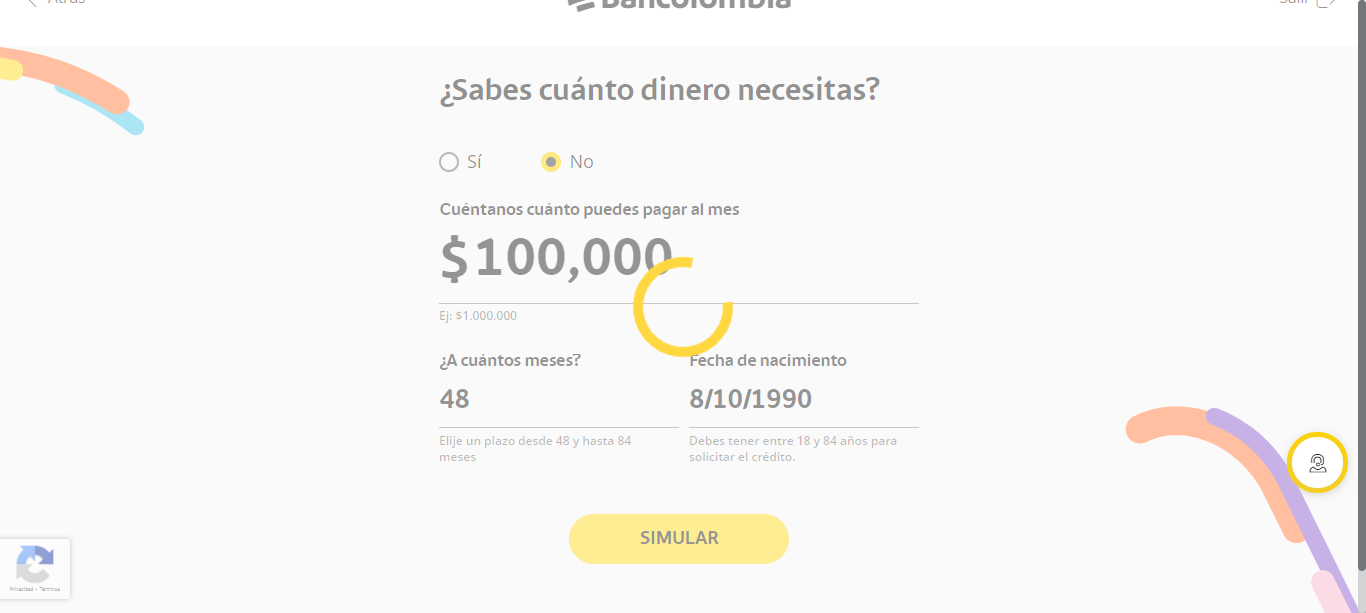 Atrás
Bancolombia
Salir
¿Sabes cuánto dinero necesitas?
Sí
No
Cuéntanos cuánto puedes pagar al mes
$100,000
Ej: $1.000.000
¿A cuántos meses?
Fecha de nacimiento
48
8/10/1990
Elije un plazo desde 48 y hasta 84
meses
Debes tener entre 18 y 84 años para
solicitar el crédito.
SIMULAR
Privacidad - Términos